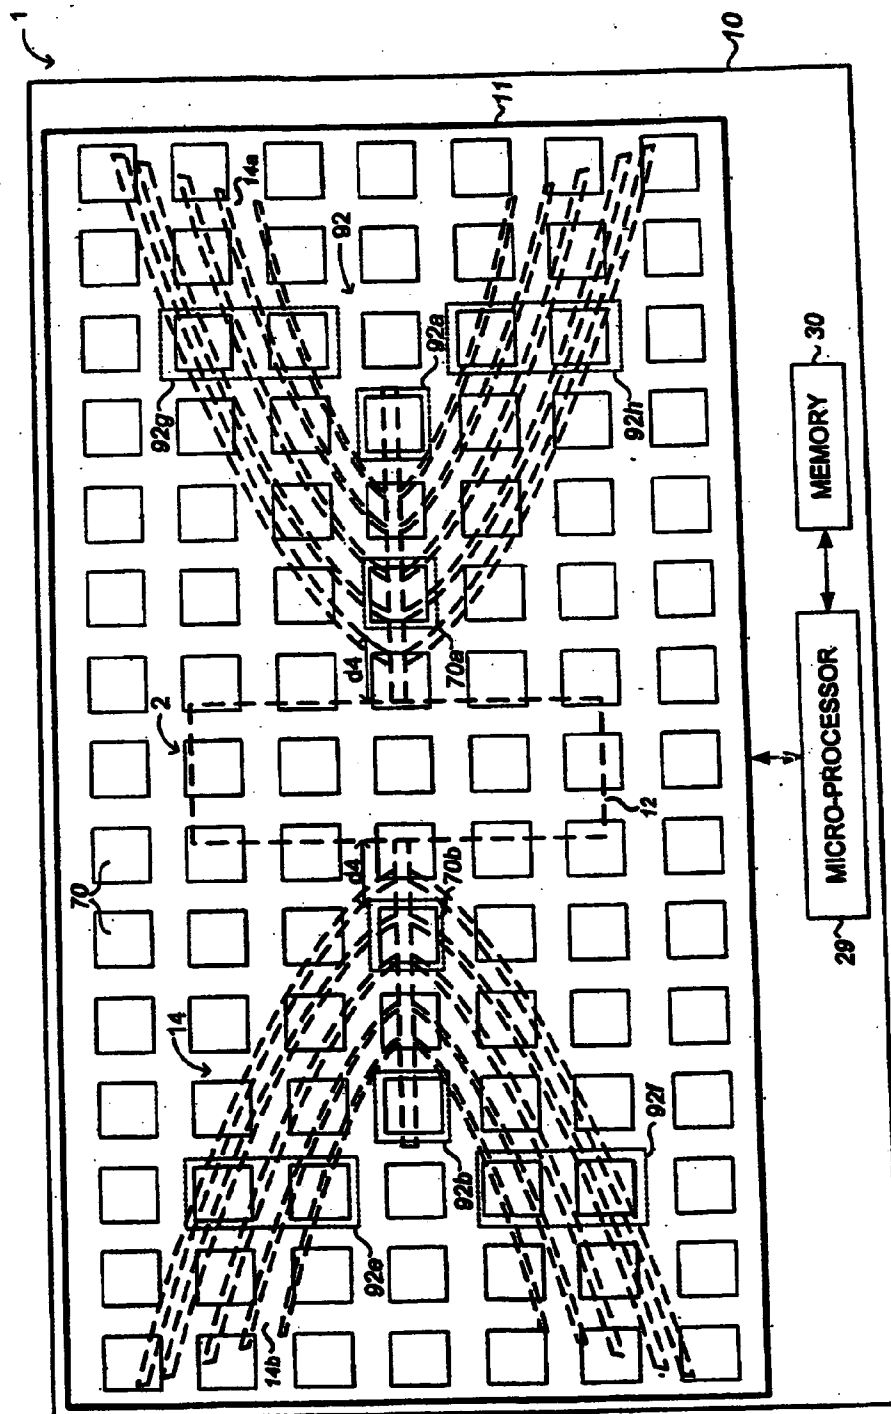 1
10
11
14a
92
92g
92a
92h
MEMORY
30
70a
d4
2
12
MICRO-PROCESSOR
29
70
d4
70b
14
92b
92f
92e
14b